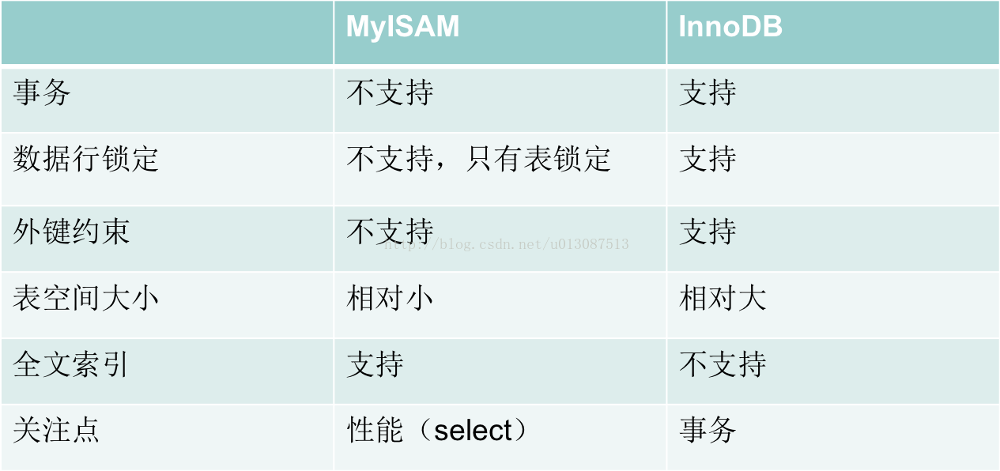 MyISAM InnoDB
事务 不支持 支持
数据行锁定 不支持，只有表锁定 支持
外键约束 不支持 支持
http://blog.csdn.net/u013087513
表空间大小 相对小 相对大
全文索引 支持 不支持
关注点 性能（select） 事务